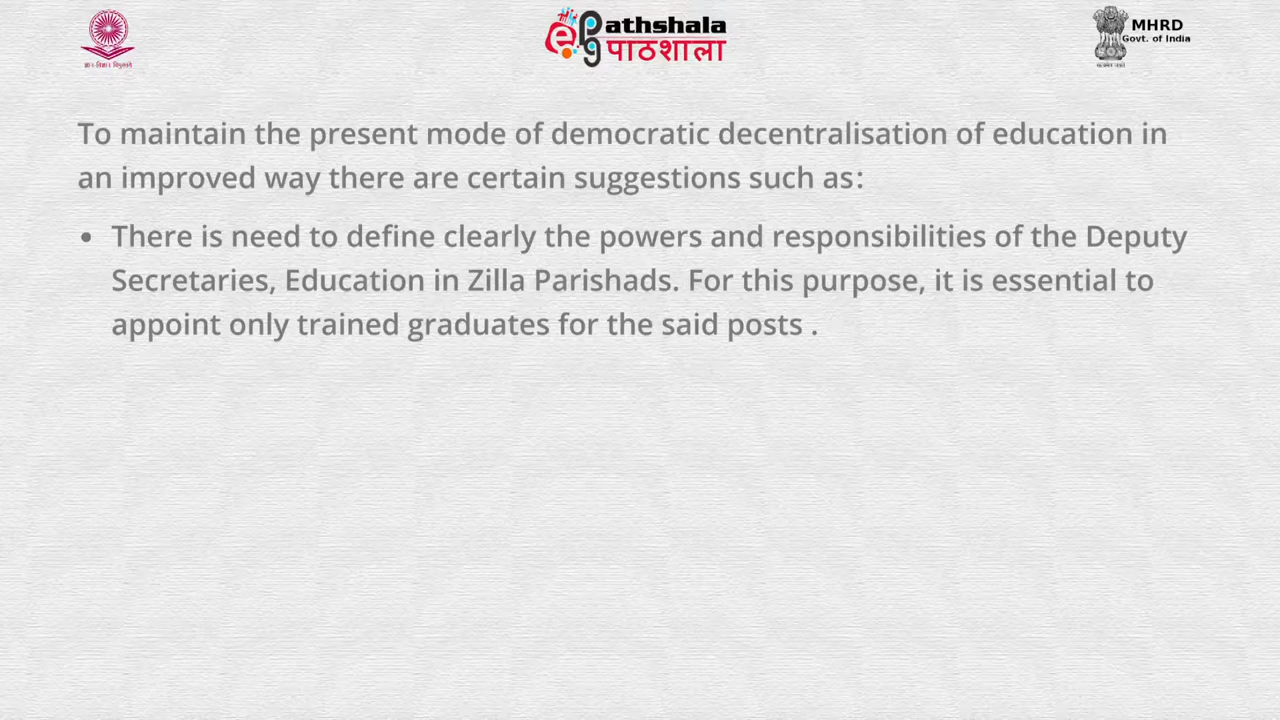 ePG Pathshala
पाठशाला
MHRD
Govt. of India
To maintain the present mode of democratic decentralisation of education in
an improved way there are certain suggestions such as:
• There is need to define clearly the powers and responsibilities of the Deputy
Secretaries, Education in Zilla Parishads. For this purpose, it is essential to
appoint only trained graduates for the said posts .